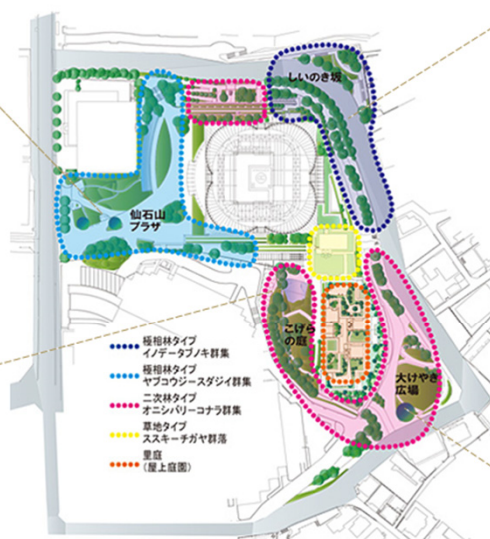 しいのき坂
仙石山
プラザ
こげら
の庭
大けやき
広場
極相林タイプ
イノデ－タブノキ群集
極相林タイプ
ヤブコウジ－スダジイ群集
二次林タイプ
オニシバリ－コナラ群集
草地タイプ
ススキ－チガヤ群落
里庭
（屋上庭園）